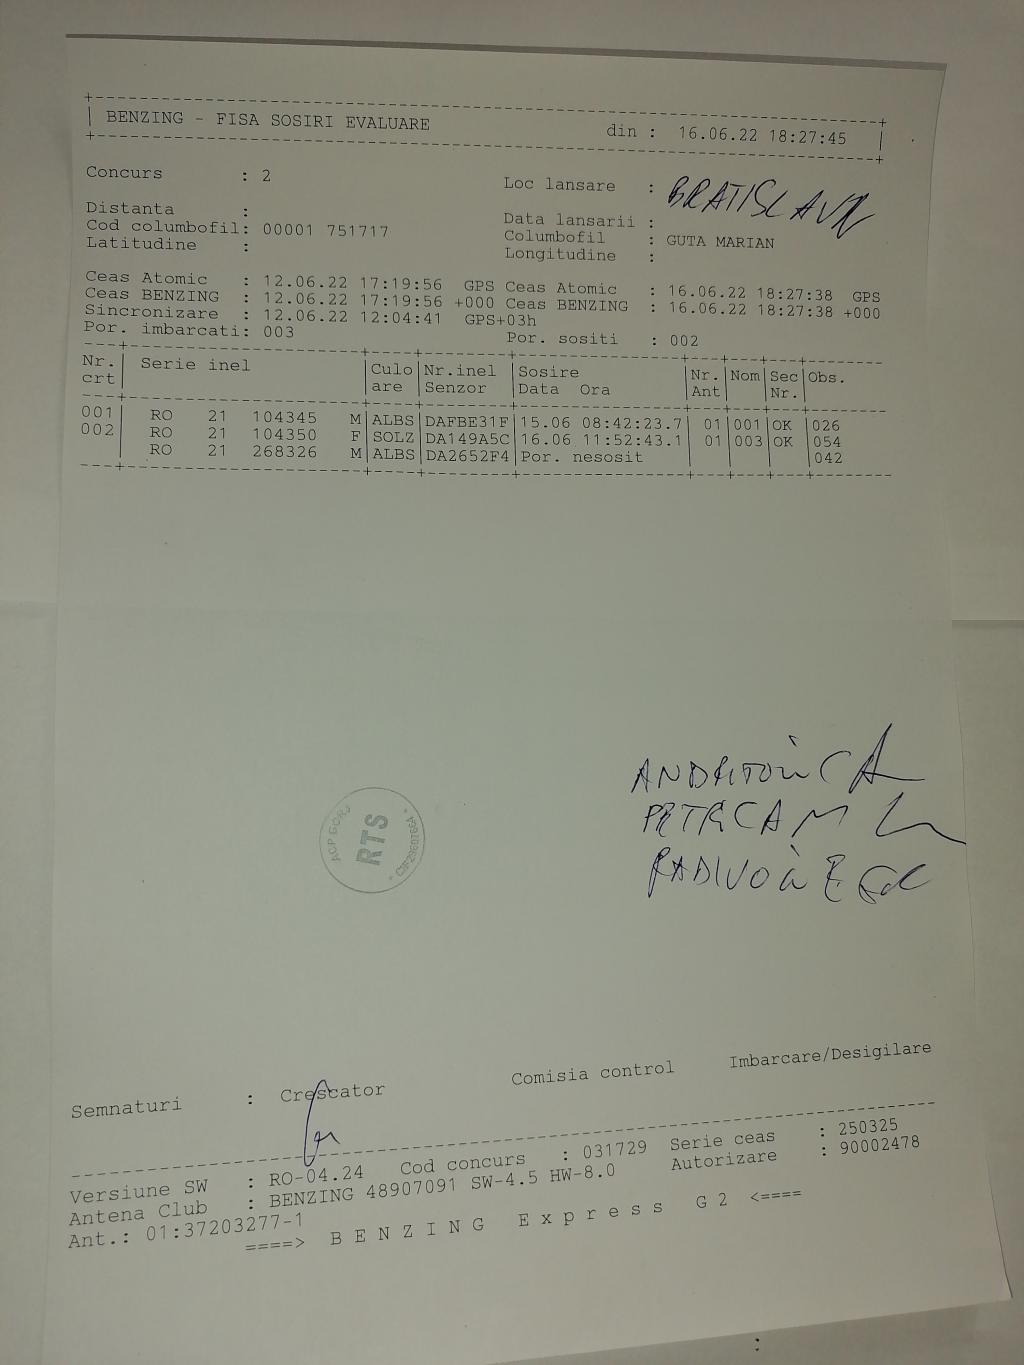 BENZING - FISA SOSIRI EVALUARE din : 16.06.22 18:27:45
Concurs : 2 Loc lansare : BRATISLAVA
Distanta : Data lansarii :
Cod columbofil: 00001 751717 Columbofil : GUTA MARIAN
Latitudine : Longitudine :
Ceas Atomic : 12.06.22 17:19:56 GPS Ceas Atomic : 16.06.22 18:27:38 GPS
Ceas BENZING : 12.06.22 17:19:56 +000 Ceas BENZING : 16.06.22 18:27:38 +000
Sincronizare : 12.06.22 12:04:41 GPS+03h
Por. imbarcati: 003 Por. sositi : 002
Nr. Serie inel Culo Nr.inel Sosire Nr. Nom Sec Obs.
crt are Senzor Data Ora Ant Nr.
001 RO 21 104345 M ALBS DAFBE31F 15.06 08:42:23.7 01 001 OK 026
002 RO 21 104350 F SOLZ DA149A5C 16.06 11:52:43.1 01 003 OK 054
RO 21 268326 M ALBS DA2652F4 Por. nesosit 042
ACP GORJ
RTS
Semnaturi : Crescator Comisia control Imbarcare/Desigilare
Versiune SW : RO-04.24 Cod concurs : 031729 Serie ceas : 250325
Antena Club : BENZING 48907091 SW-4.5 HW-8.0 Autorizare : 90002478
Ant.: 01:37203277-1
====> BENZING Express G2 <====